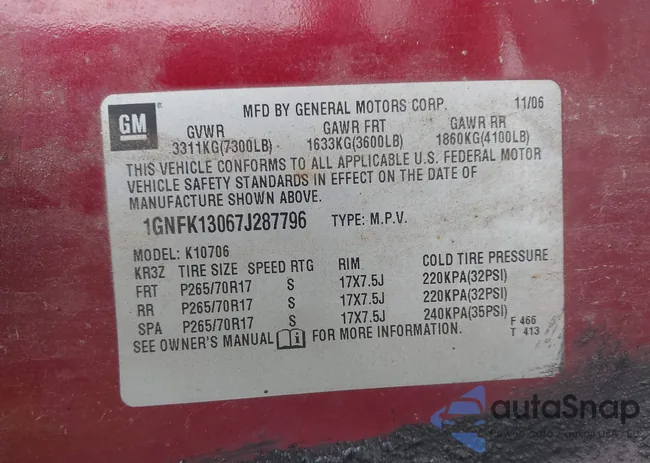 GM
MFD BY GENERAL MOTORS CORP. 11/06
GVWR GAWR FRT GAWR RR
3311KG(7300LB) 1633KG(3600LB) 1860KG(4100LB)
THIS VEHICLE CONFORMS TO ALL APPLICABLE U.S. FEDERAL MOTOR
VEHICLE SAFETY STANDARDS IN EFFECT ON THE DATE OF
MANUFACTURE SHOWN ABOVE.
1GNFK13067J287796 TYPE: M.P.V.
MODEL: K10706
KR3Z TIRE SIZE SPEED RTG RIM COLD TIRE PRESSURE
FRT P265/70R17 S 17X7.5J 220KPA(32PSI)
RR P265/70R17 S 17X7.5J 220KPA(32PSI)
SPA P265/70R17 S 17X7.5J 240KPA(35PSI)
SEE OWNER'S MANUAL i FOR MORE INFORMATION.
F 466
T 413
autoSnap